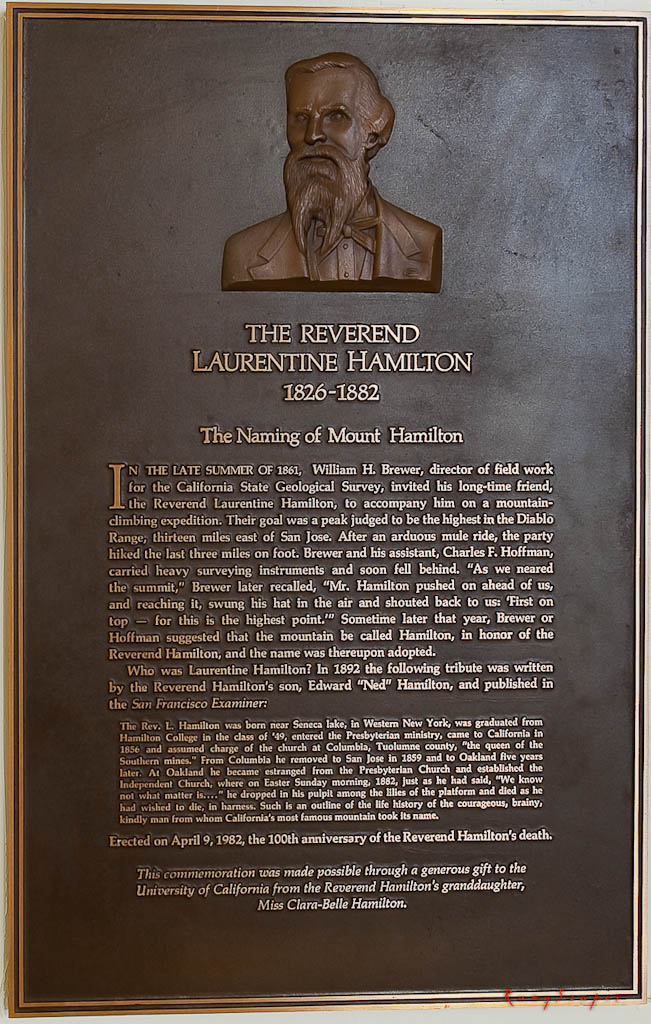 THE REVEREND
LAURENTINE HAMILTON
1826-1882
The Naming of Mount Hamilton
IN THE LATE SUMMER OF 1861, William H. Brewer, director of field work
for the California State Geological Survey, invited his long-time friend,
the Reverend Laurentine Hamilton, to accompany him on a mountain-
climbing expedition. Their goal was a peak judged to be the highest in the Diablo
Range, thirteen miles east of San Jose. After an arduous mule ride, the party
hiked the last three miles on foot. Brewer and his assistant, Charles F. Hoffman,
carried heavy surveying instruments and soon fell behind. "As we neared
the summit," Brewer later recalled, "Mr. Hamilton pushed on ahead of us,
and reaching it, swung his hat in the air and shouted back to us: 'First on
top — for this is the highest point.'" Sometime later that year, Brewer or
Hoffman suggested that the mountain be called Hamilton, in honor of the
Reverend Hamilton, and the name was thereupon adopted.
Who was Laurentine Hamilton? In 1892 the following tribute was written
by the Reverend Hamilton's son, Edward "Ned" Hamilton, and published in
the San Francisco Examiner:
The Rev. L. Hamilton was born near Seneca lake, in Western New York, was graduated from
Hamilton College in the class of '49, entered the Presbyterian ministry, came to California in
1856 and assumed charge of the church at Columbia, Tuolumne county, "the queen of the
Southern mines." From Columbia he removed to San Jose in 1859 and to Oakland five years
later. At Oakland he became estranged from the Presbyterian Church and established the
Independent Church, where on Easter Sunday morning, 1882, just as he had said, "We know
not what matter is...." he dropped in his pulpit among the lilies of the platform and died as he
had wished to die, in harness. Such is an outline of the life history of the courageous, brainy,
kindly man from whom California's most famous mountain took its name.
Erected on April 9, 1982, the 100th anniversary of the Reverend Hamilton's death.
This commemoration was made possible through a generous gift to the
University of California from the Reverend Hamilton's granddaughter,
Miss Clara-Belle Hamilton.